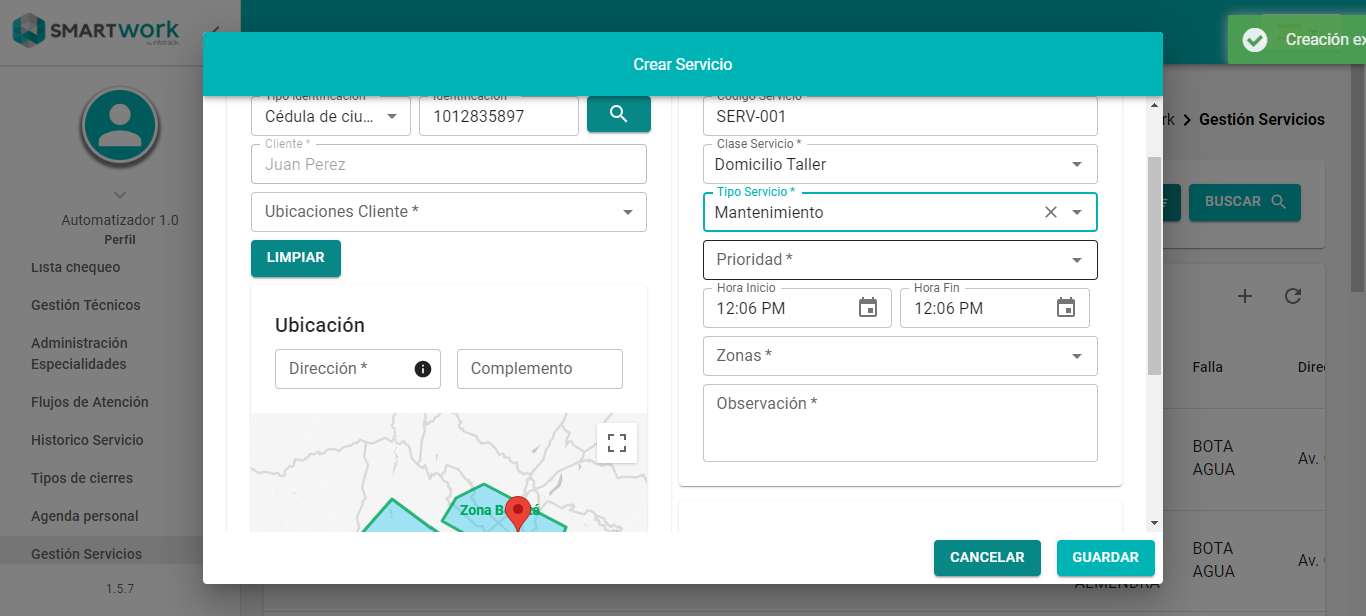 SMARTwork
Creación ex
Crear Servicio
Tipo Identificación
Cédula de ciu...
Identificación
1012835897
Código Servicio
SERV-001
rk > Gestión Servicios
Cliente *
Juan Perez
Clase Servicio *
Domicilio Taller
Ubicaciones Cliente *
Tipo Servicio *
Mantenimiento
BUSCAR
Automatizador 1.0
Perfil
LIMPIAR
Prioridad *
Lista chequeo
Gestión Técnicos
Administración
Especialidades
Flujos de Atención
Historico Servicio
Tipos de cierres
Agenda personal
Gestión Servicios
1.5.7
Hora Inicio
12:06 PM
Hora Fin
12:06 PM
Ubicación
Dirección *
Complemento
Zonas *
Observación *
Falla
Dire
BOTA
AGUA
Av.
BOTA
AGUA
Av.
Zona B
á
CANCELAR
GUARDAR
ALMENDRA